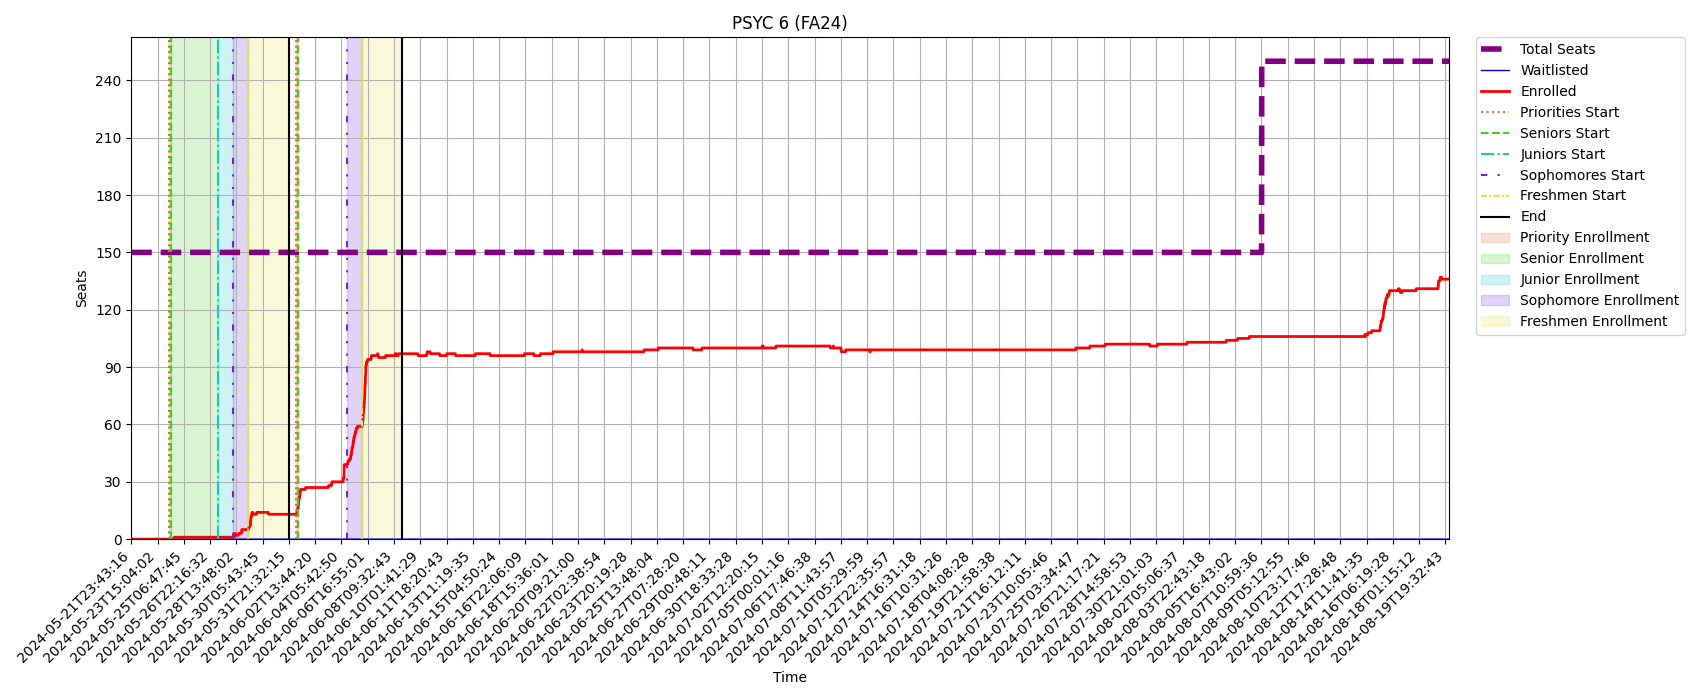 PSYC 6 (FA24)
Seats
240
210
180
150
120
90
60
30
0
2024-05-21T23:43:16
2024-05-23T15:04:02
2024-05-25T06:47:45
2024-05-26T22:16:32
2024-05-28T13:48:02
2024-05-30T05:43:45
2024-05-31T21:32:15
2024-06-02T13:44:20
2024-06-04T05:42:50
2024-06-06T16:55:01
2024-06-08T09:32:43
2024-06-10T01:41:29
2024-06-11T18:20:43
2024-06-13T11:19:35
2024-06-15T04:50:24
2024-06-16T22:06:09
2024-06-18T15:36:01
2024-06-20T09:21:00
2024-06-22T02:38:54
2024-06-23T20:19:28
2024-06-25T13:48:04
2024-06-27T07:28:20
2024-06-29T00:48:11
2024-06-30T18:33:28
2024-07-02T12:20:15
2024-07-05T00:01:16
2024-07-06T17:46:38
2024-07-08T11:43:57
2024-07-10T05:29:59
2024-07-12T22:35:57
2024-07-14T16:31:18
2024-07-16T10:31:26
2024-07-18T04:08:28
2024-07-19T21:58:38
2024-07-21T16:12:11
2024-07-23T10:05:46
2024-07-25T03:34:47
2024-07-26T21:17:21
2024-07-28T14:58:53
2024-07-30T21:01:03
2024-08-02T05:06:37
2024-08-03T22:43:18
2024-08-05T16:43:02
2024-08-07T10:59:36
2024-08-09T05:12:55
2024-08-10T23:17:46
2024-08-12T17:28:48
2024-08-14T11:41:35
2024-08-16T06:19:28
2024-08-18T01:15:12
2024-08-19T19:32:43
Time
Total Seats
Waitlisted
Enrolled
Priorities Start
Seniors Start
Juniors Start
Sophomores Start
Freshmen Start
End
Priority Enrollment
Senior Enrollment
Junior Enrollment
Sophomore Enrollment
Freshmen Enrollment